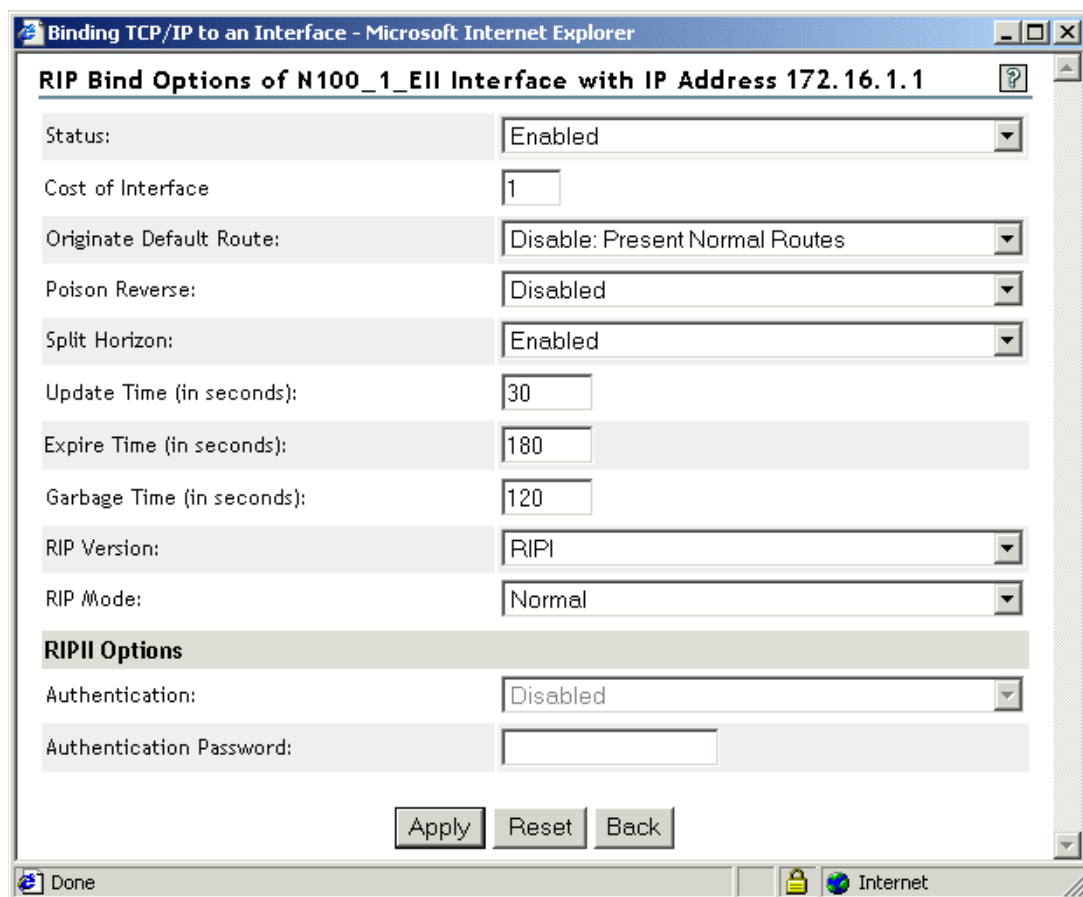 Binding TCP/IP to an Interface - Microsoft Internet Explorer
RIP Bind Options of N100_1_EII Interface with IP Address 172.16.1.1 ?
Status: Enabled
Cost of Interface 1
Originate Default Route: Disable: Present Normal Routes
Poison Reverse: Disabled
Split Horizon: Enabled
Update Time (in seconds): 30
Expire Time (in seconds): 180
Garbage Time (in seconds): 120
RIP Version: RIPI
RIP Mode: Normal
RIPII Options
Authentication: Disabled
Authentication Password:
Apply Reset Back
Done Internet